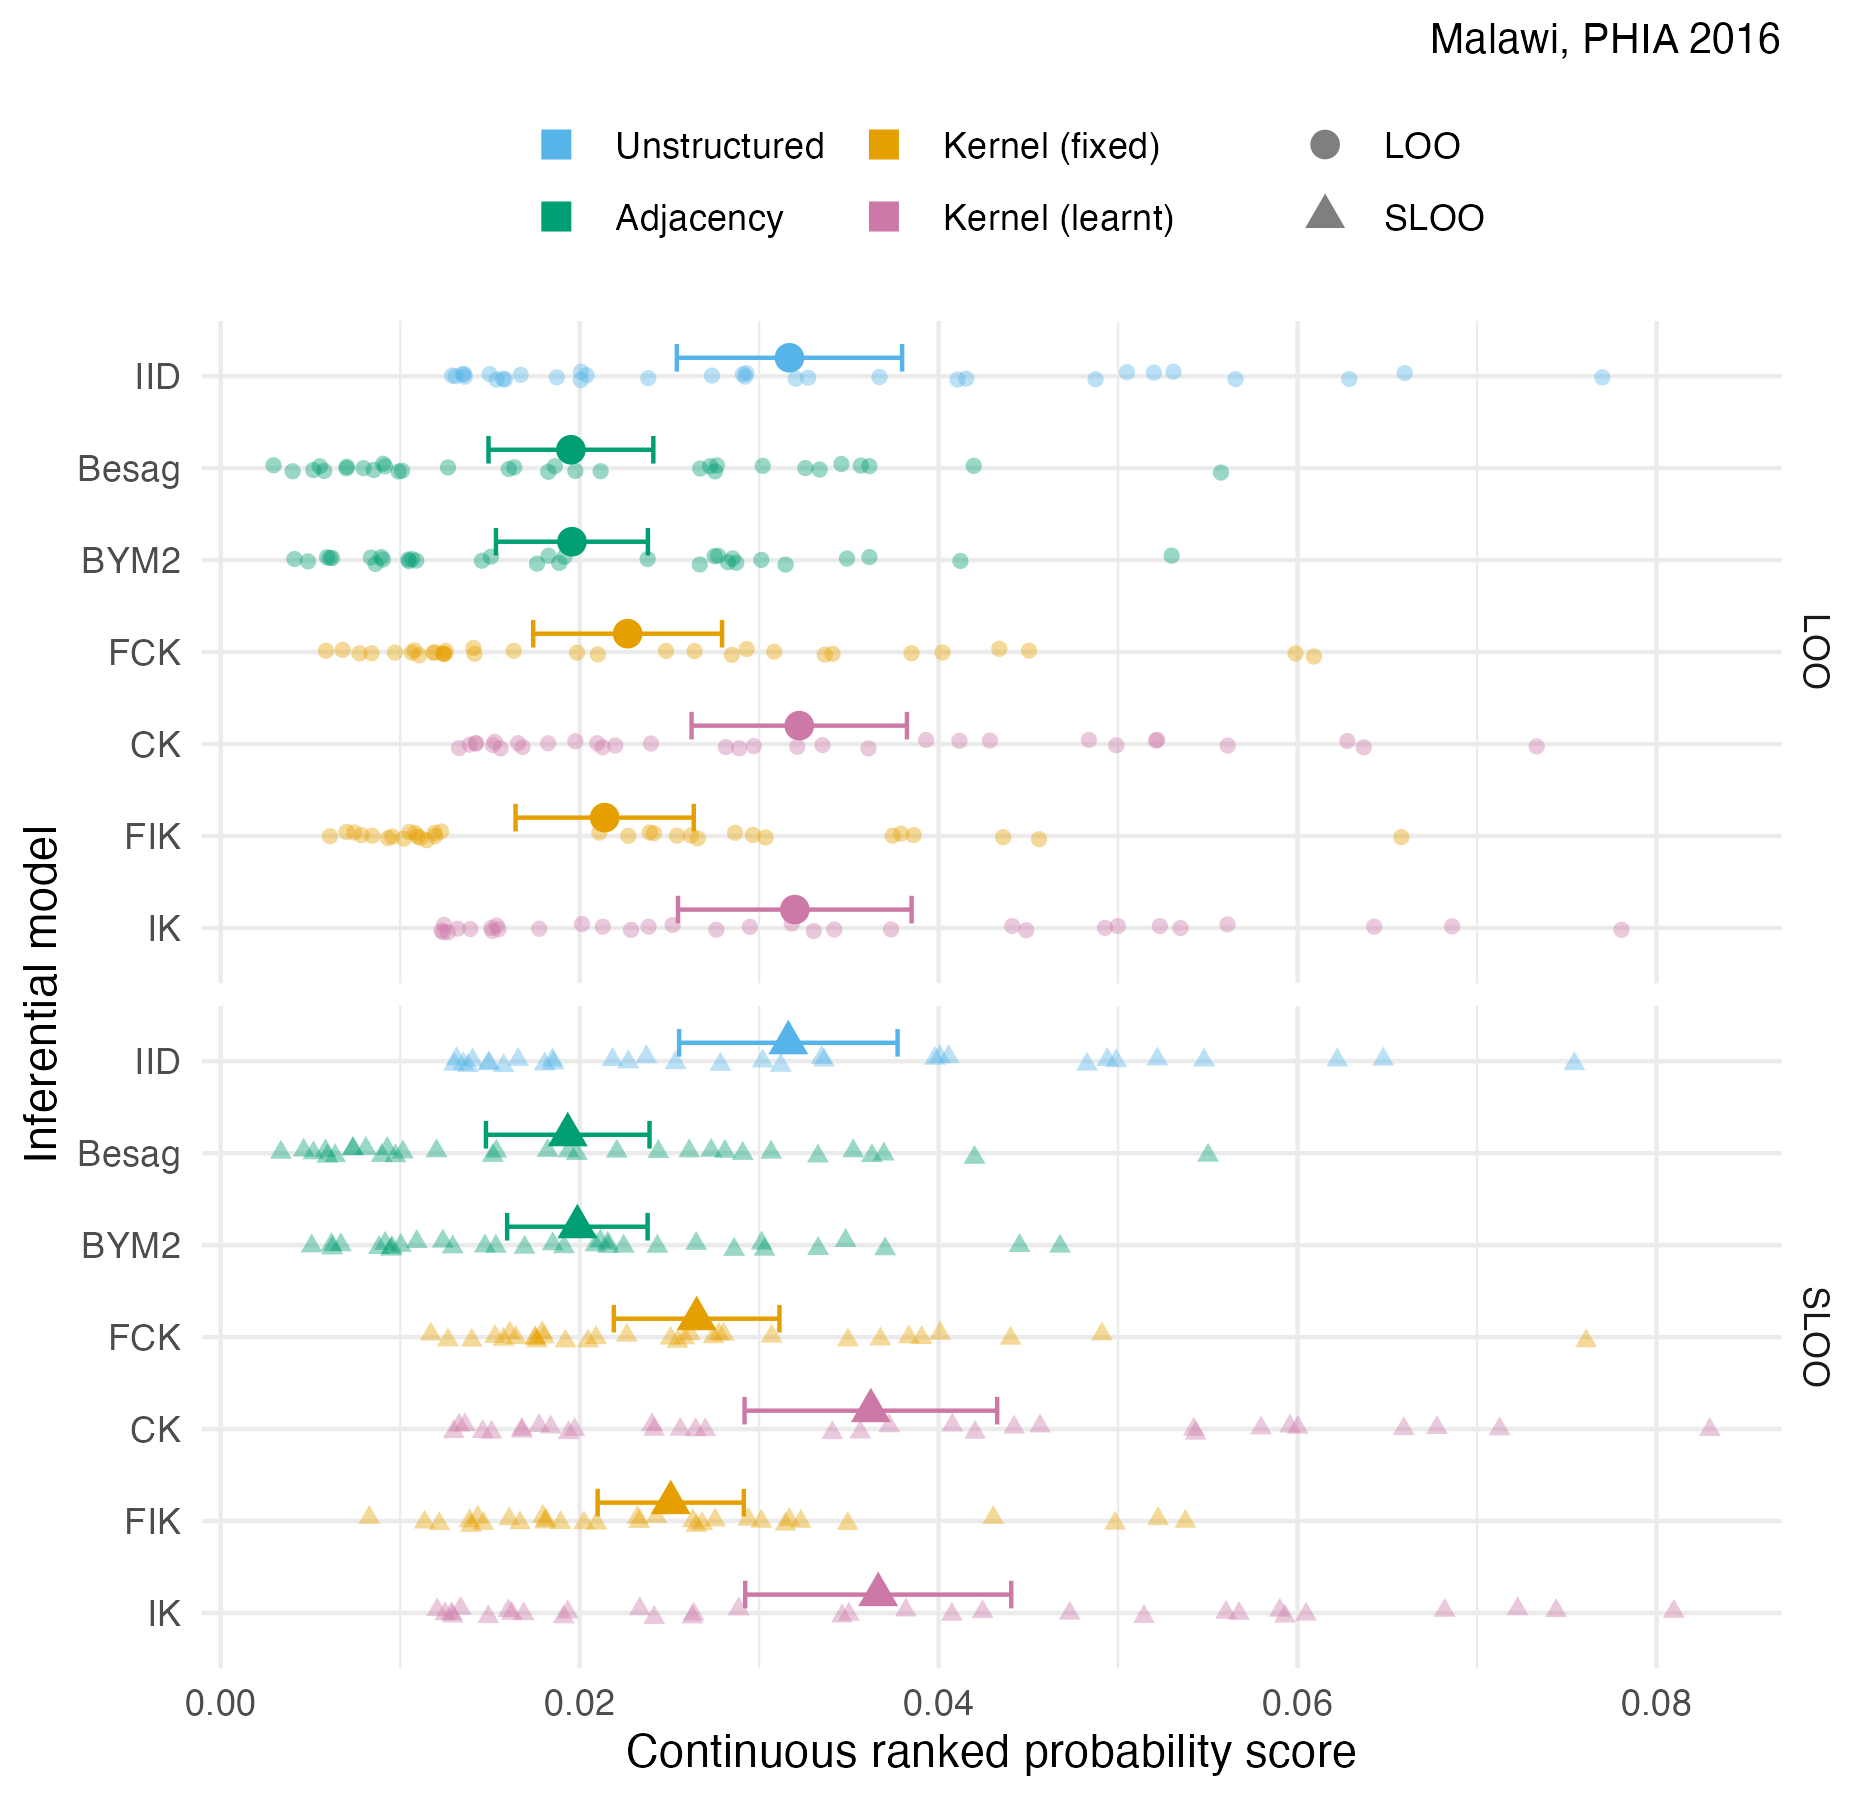 Malawi, PHIA 2016
Unstructured
Kernel (fixed)
LOO
Adjacency
Kernel (learnt)
SLOO
Inferential model
IID
Besag
BYM2
FCK
CK
FIK
IK
LOO
IID
Besag
BYM2
FCK
CK
FIK
IK
SLOO
0.00 0.02 0.04 0.06 0.08
Continuous ranked probability score